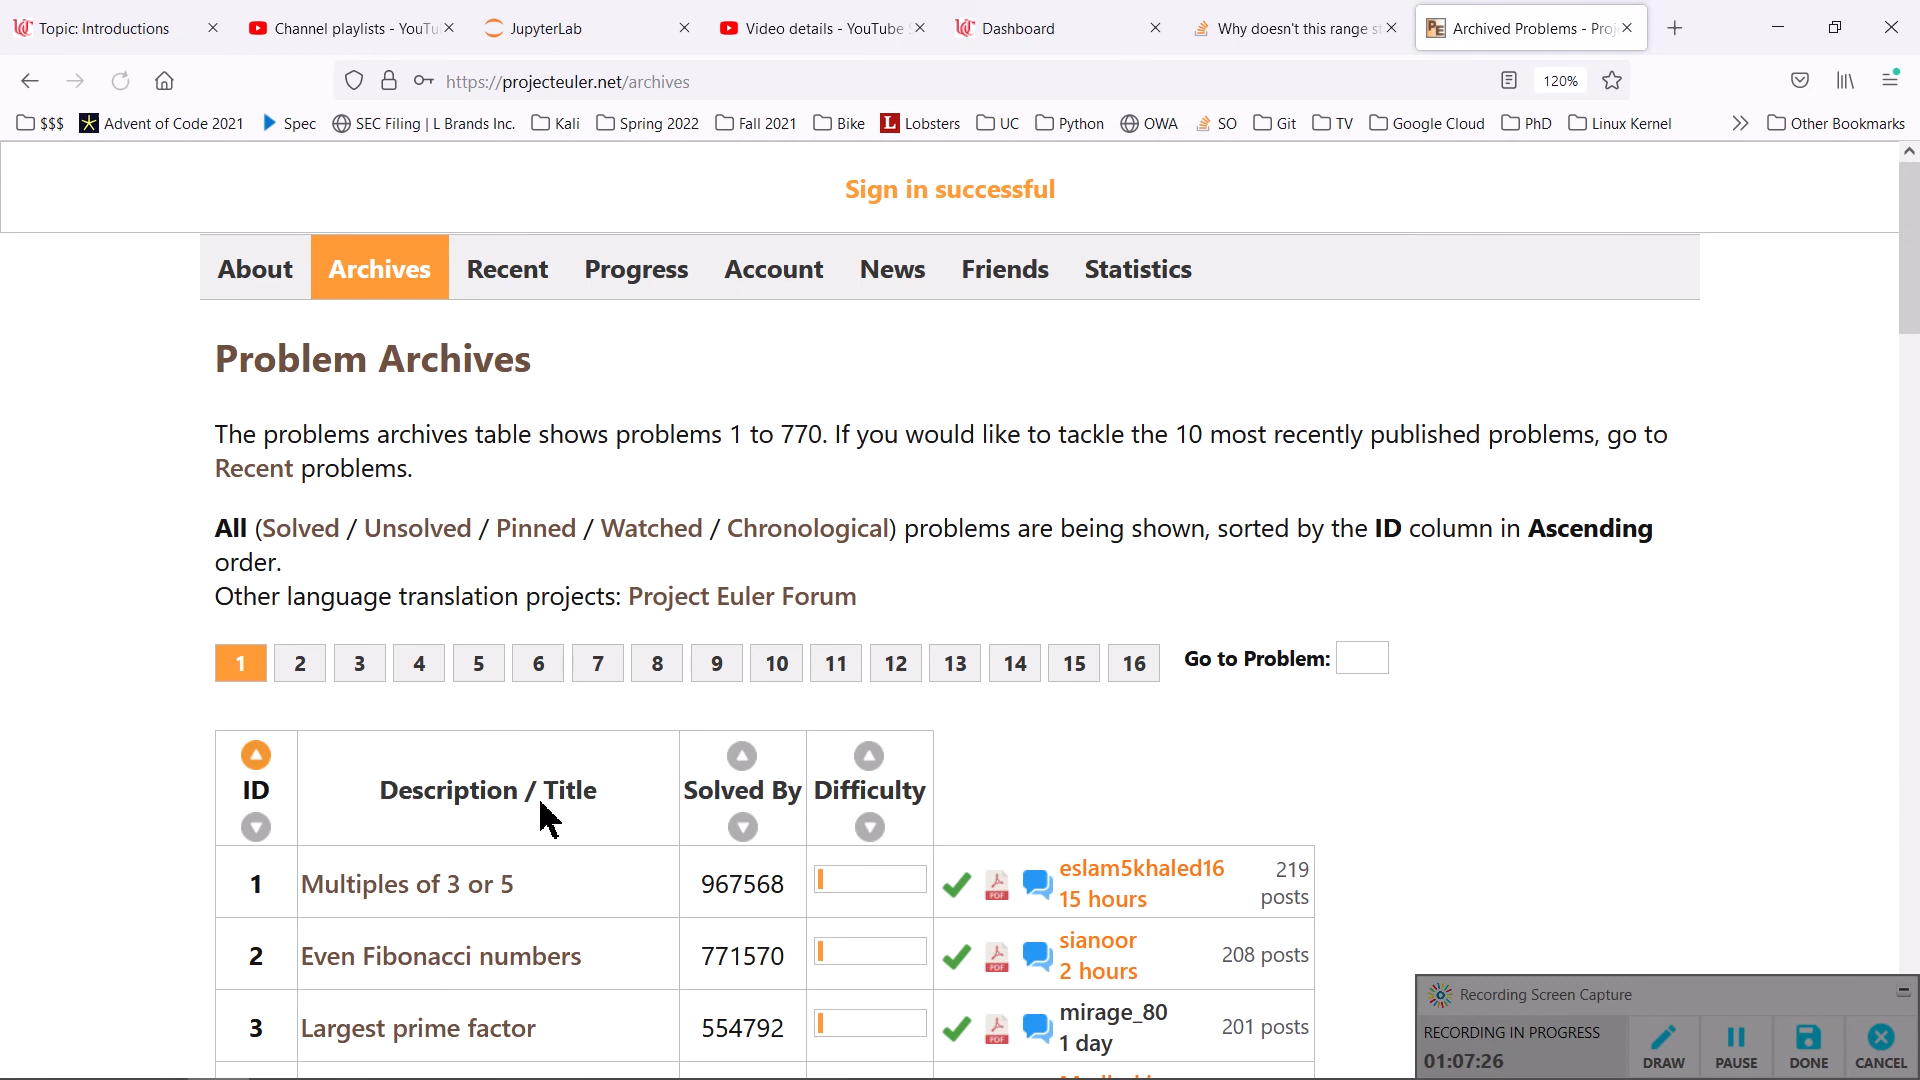 Topic: Introductions
Channel playlists - YouTu
JupyterLab
Video details - YouTube
Dashboard
Why doesn't this range st
Archived Problems - Proj
https://projecteuler.net/archives
120%
$$$
Advent of Code 2021
Spec
SEC Filing | L Brands Inc.
Kali
Spring 2022
Fall 2021
Bike
Lobsters
UC
Python
OWA
SO
Git
TV
Google Cloud
PhD
Linux Kernel
Other Bookmarks
Sign in successful
About Archives Recent Progress Account News Friends Statistics
Problem Archives
The problems archives table shows problems 1 to 770. If you would like to tackle the 10 most recently published problems, go to
Recent problems.
All (Solved / Unsolved / Pinned / Watched / Chronological) problems are being shown, sorted by the ID column in Ascending
order.
Other language translation projects: Project Euler Forum
1 2 3 4 5 6 7 8 9 10 11 12 13 14 15 16 Go to Problem:
ID Description / Title Solved By Difficulty
1 Multiples of 3 or 5 967568 PDF eslam5khaled16 219
15 hours posts
2 Even Fibonacci numbers 771570 PDF sianoor 208 posts
2 hours
3 Largest prime factor 554792 PDF mirage_80 201 posts
1 day
Recording Screen Capture
RECORDING IN PROGRESS
01:07:26
DRAW PAUSE DONE CANCEL